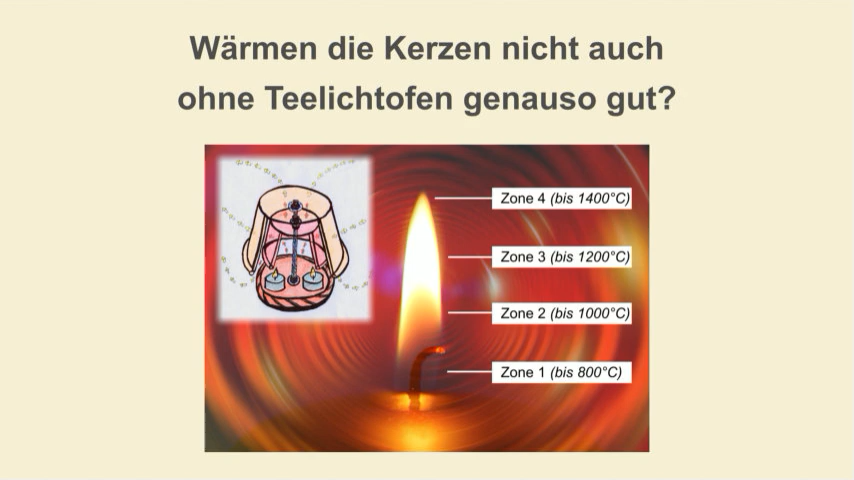 Wärmen die Kerzen nicht auch
ohne Teelichtofen genauso gut?
Zone 4 (bis 1400°C)
Zone 3 (bis 1200°C)
Zone 2 (bis 1000°C)
Zone 1 (bis 800°C)